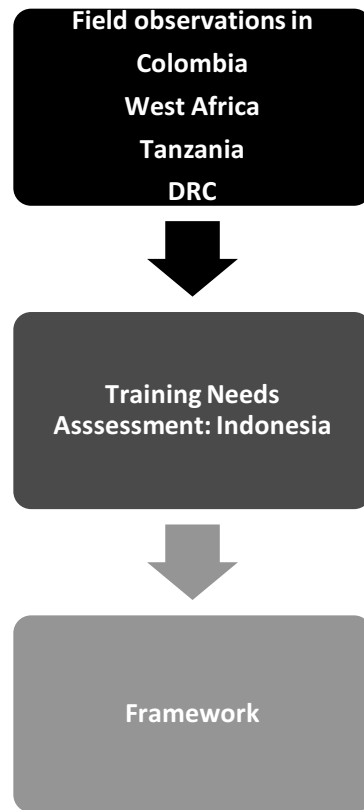 Field observations in
Colombia
West Africa
Tanzania
DRC
Training Needs
Asssessment: Indonesia
Framework